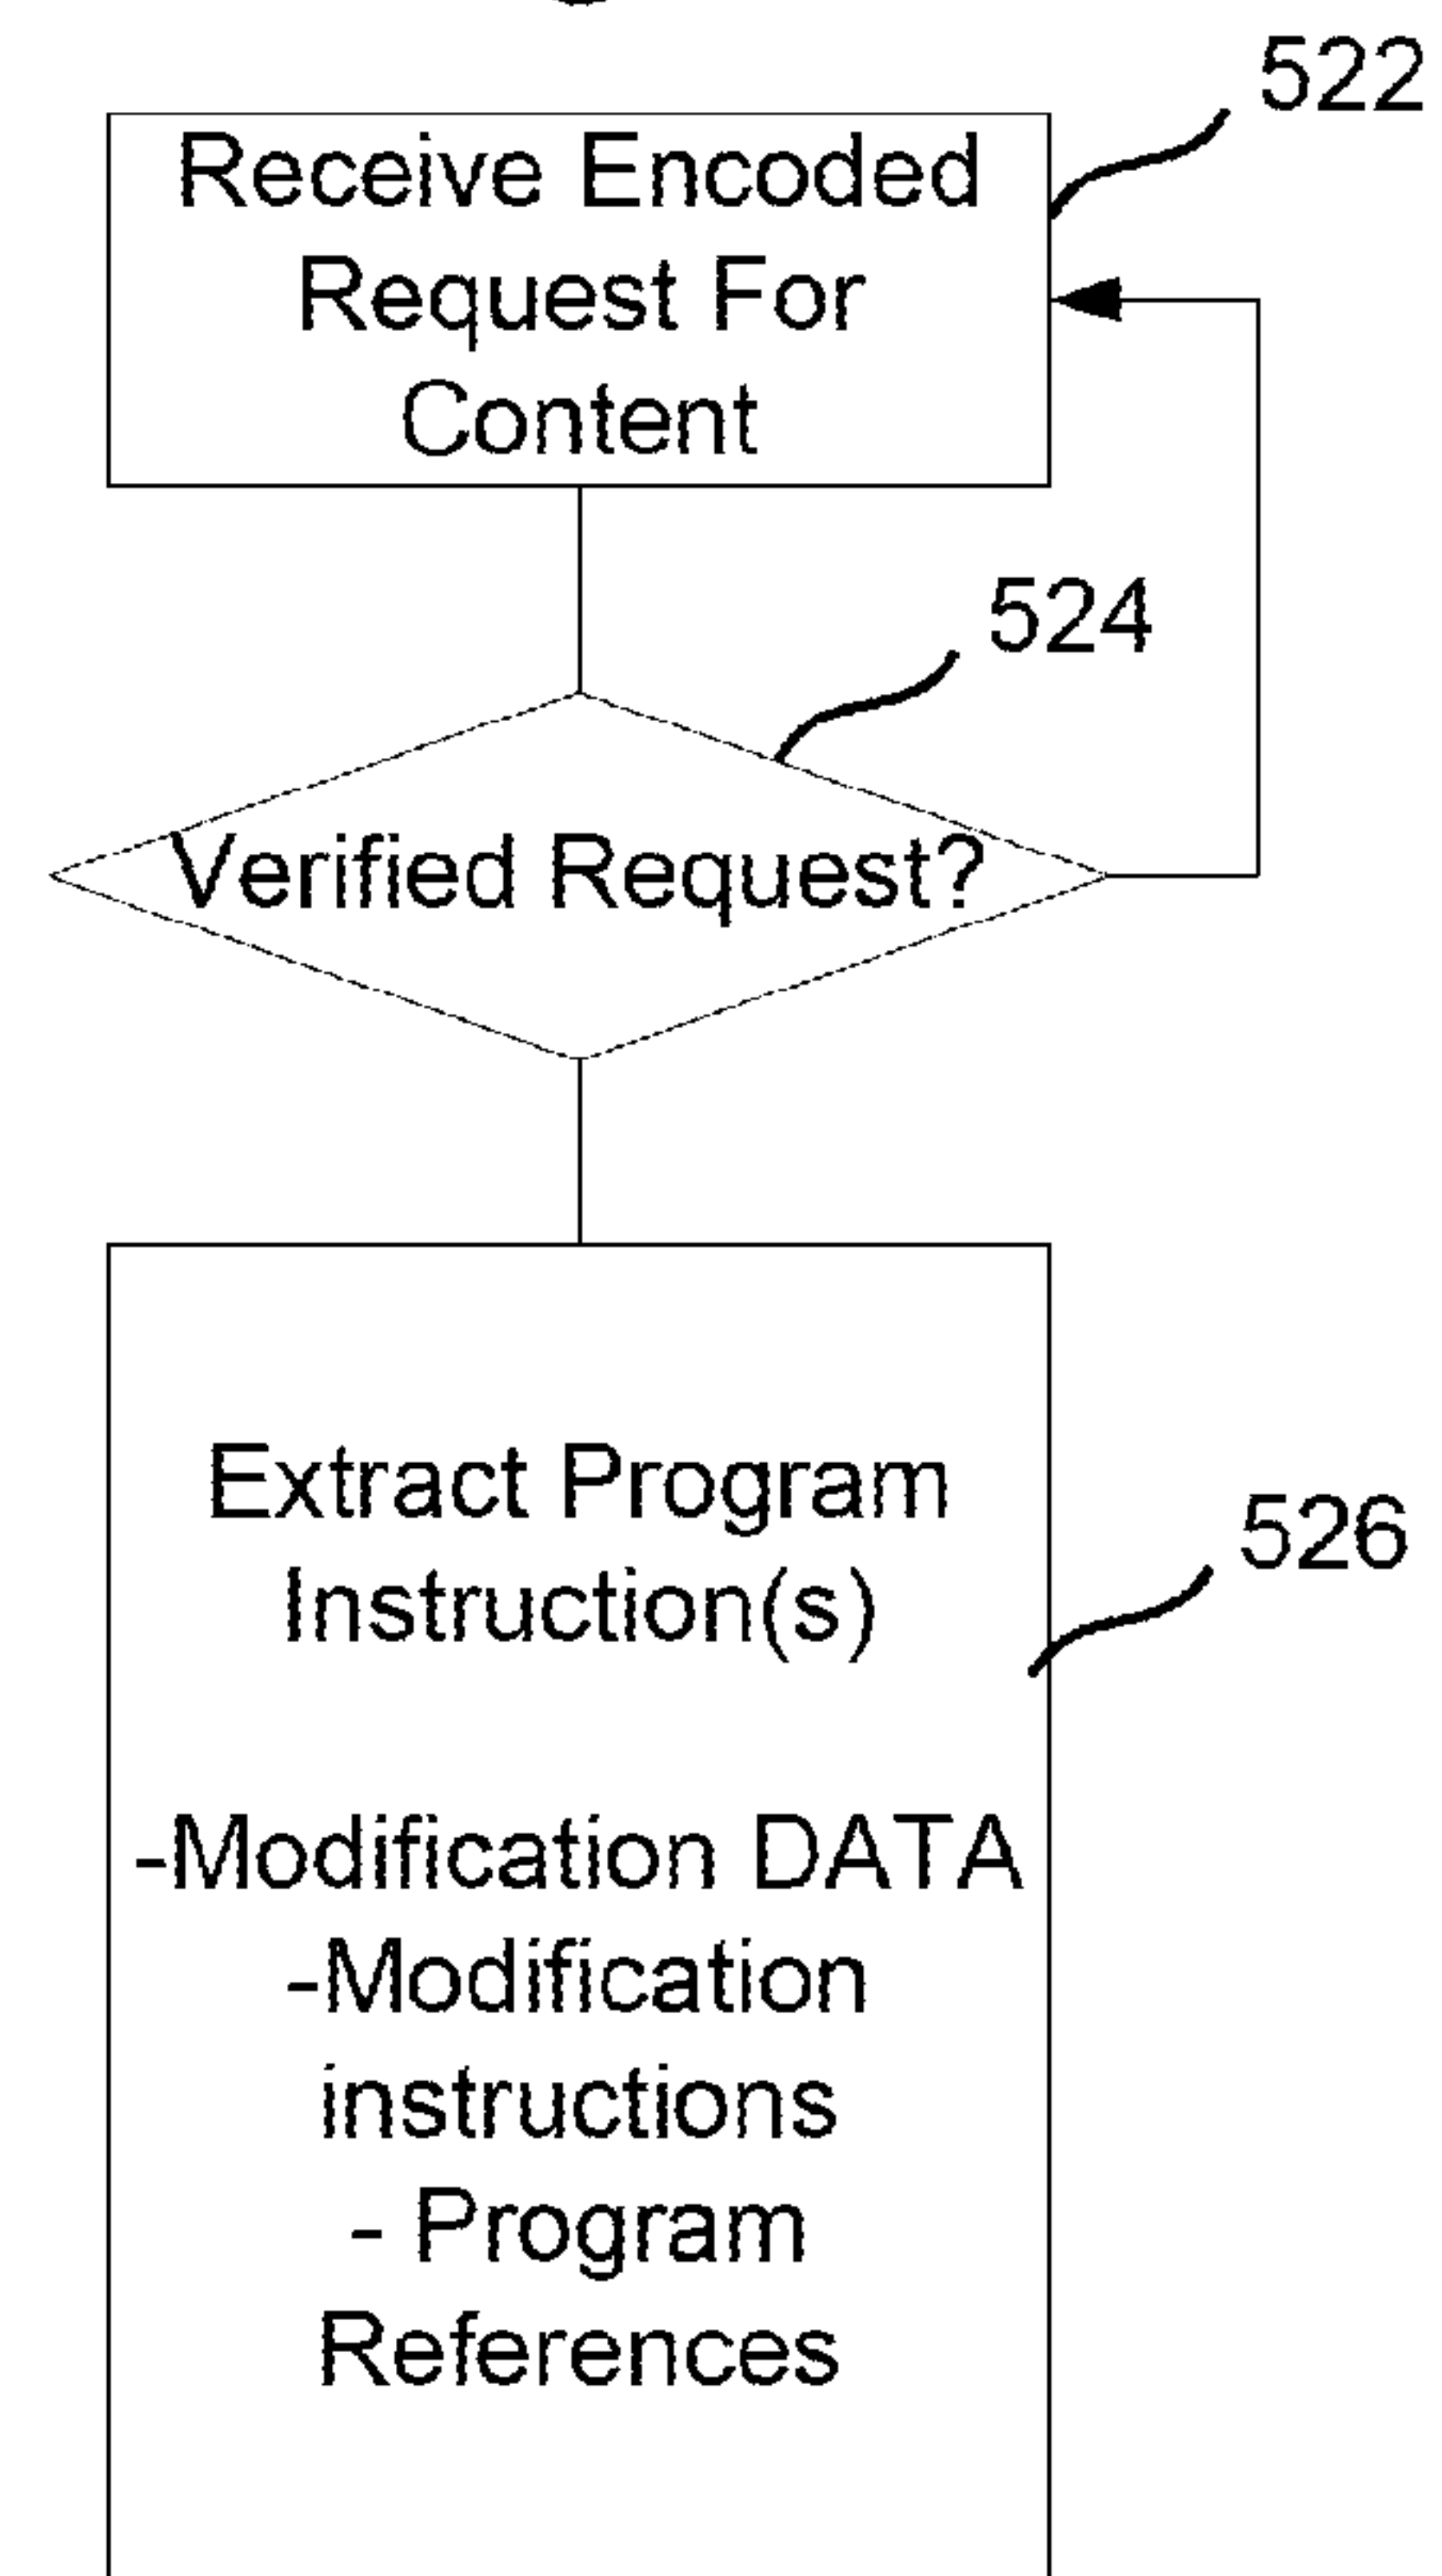 522
Receive Encoded
Request For
Content
524
Verified Request?
Extract Program
Instruction(s)
526
-Modification DATA
-Modification
instructions
- Program
References